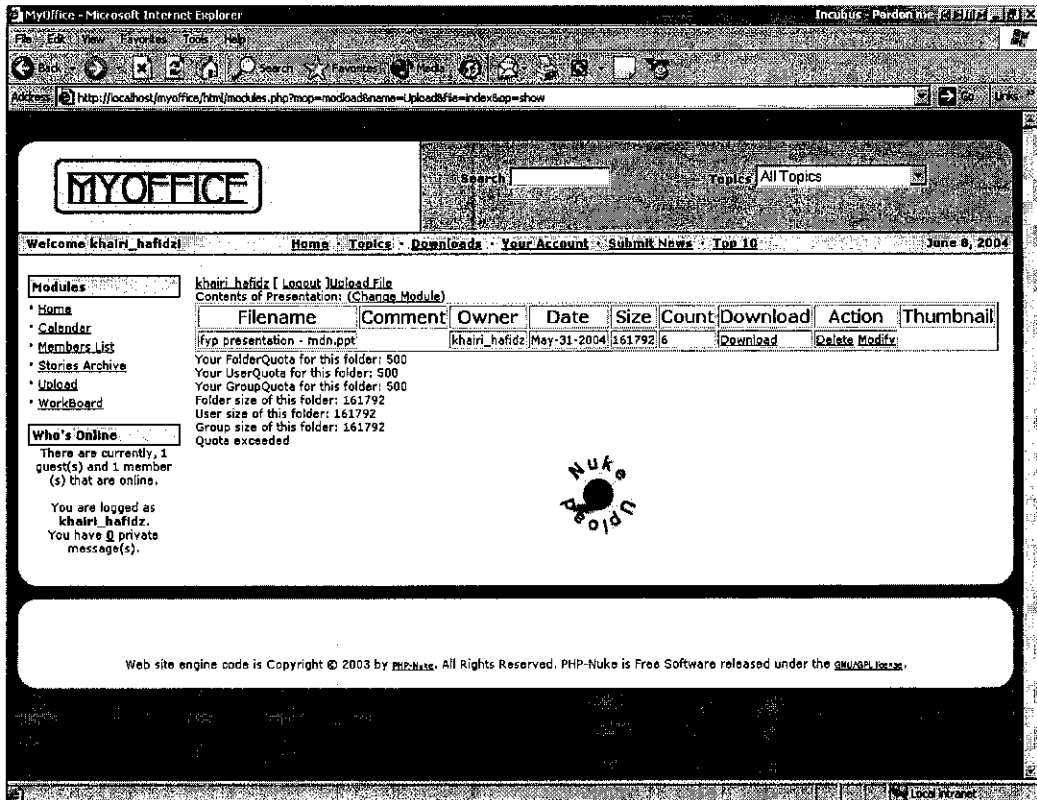 MyOffice - Microsoft Internet Explorer
Incubus - Pardon me
File Edit View Favorites Tools Help
Back Search Favorites Media
Address http://localhost/myoffice/html/modules.php?mop=modload&name=Upload&file=index&op=show Go Links »
MYOFFICE
Search Topics All Topics
Welcome khairi_hafidz! Home · Topics · Downloads · Your Account · Submit News · Top 10 June 8, 2004
Modules
· Home
· Calendar
· Members List
· Stories Archive
· Upload
· WorkBoard
Who's Online
There are currently, 1
guest(s) and 1 member
(s) that are online.
You are logged as
khairi_hafidz.
You have 0 private
message(s).
khairi_hafidz [ Logout ]Upload File
Contents of Presentation: (Change Module)
Filename Comment Owner Date Size Count Download Action Thumbnail
fyp presentation - mdn.ppt khairi_hafidz May-31-2004 161792 6 Download Delete Modify
Your FolderQuota for this folder: 500
Your UserQuota for this folder: 500
Your GroupQuota for this folder: 500
Folder size of this folder: 161792
User size of this folder: 161792
Group size of this folder: 161792
Quota exceeded
Nuke Upload
Web site engine code is Copyright © 2003 by PHP-Nuke. All Rights Reserved. PHP-Nuke is Free Software released under the GNU/GPL license.
Local intranet